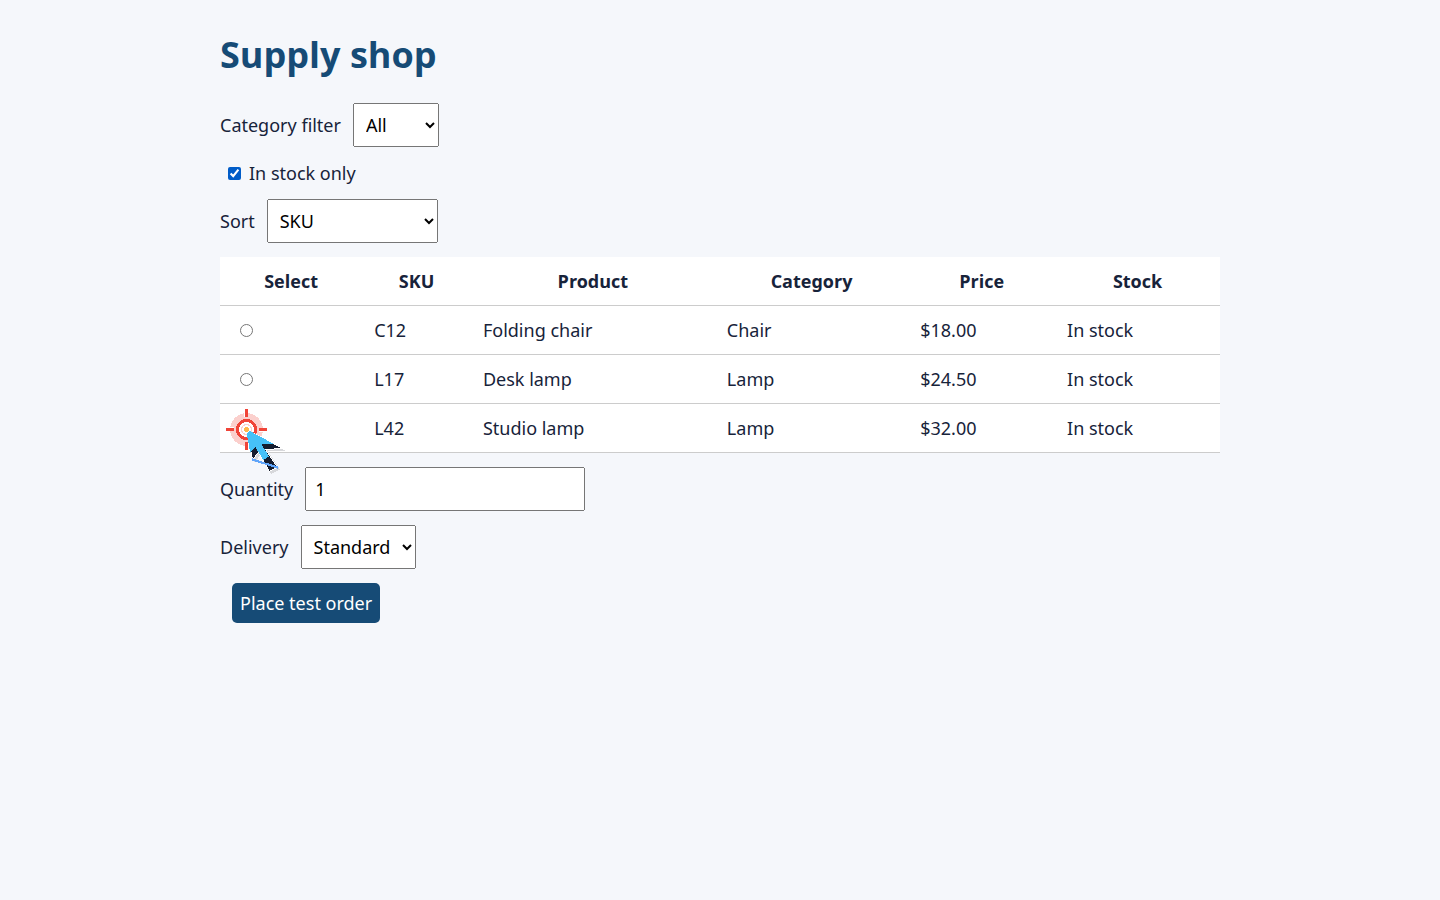 Supply shop
Category filter All
In stock only
Sort SKU
Select SKU Product Category Price Stock
C12 Folding chair Chair $18.00 In stock
L17 Desk lamp Lamp $24.50 In stock
L42 Studio lamp Lamp $32.00 In stock
Quantity 1
Delivery Standard
Place test order